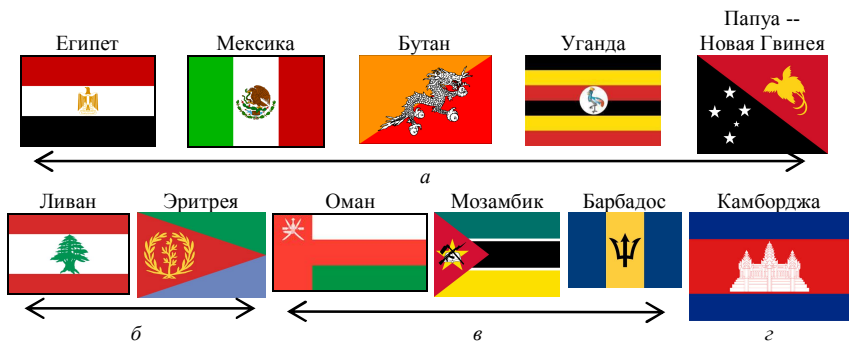 Папуа --
Египет Мексика Бутан Уганда Новая Гвинея
а
Ливан Эритрея Оман Мозамбик Барбадос Камборджа
б в г